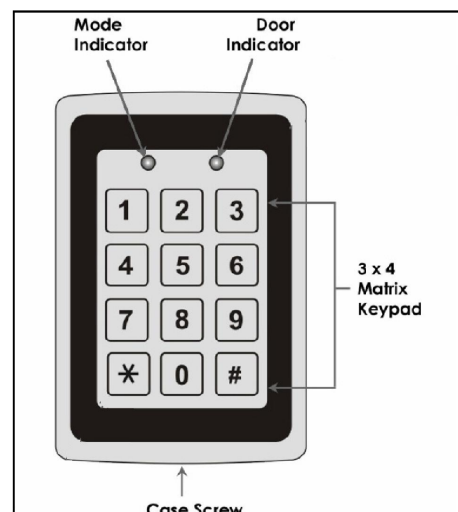 Mode Indicator
Door Indicator
1 2 3
4 5 6
7 8 9
* 0 #
3 x 4
Matrix
Keypad
Case Screw